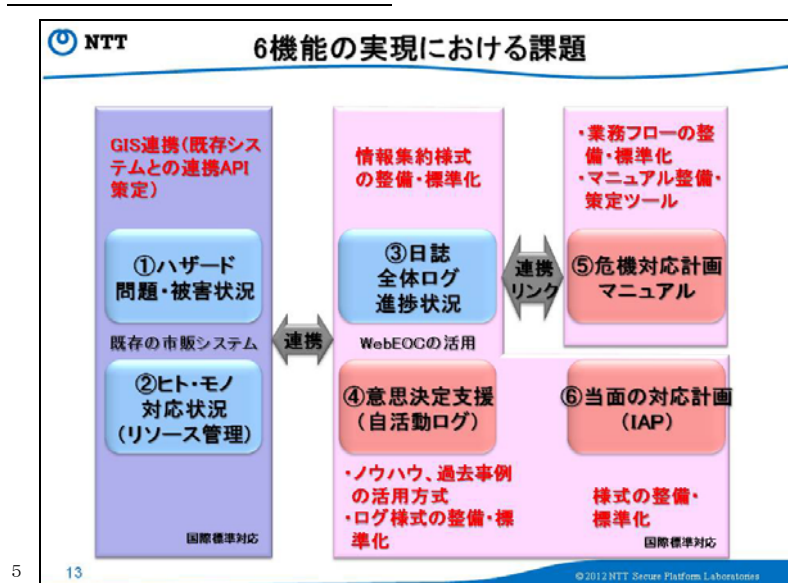 NTT
6機能の実現における課題
GIS連携(既存シス
テムとの連携API
策定)
①ハザード
問題・被害状況
既存の市販システム
②ヒト・モノ
対応状況
(リソース管理)
国際標準対応
連携
情報集約様式
の整備・標準化
③日誌
全体ログ
進捗状況
WebEOCの活用
④意思決定支援
(自活動ログ)
・ノウハウ、過去事例
の活用方式
・ログ様式の整備・標
準化
連携
リンク
・業務フローの整
備・標準化
・マニュアル整備・
策定ツール
⑤危機対応計画
マニュアル
⑥当面の対応計画
(IAP)
様式の整備・
標準化
国際標準対応
5
13
©2012 NTT Secure Platform Laboratories